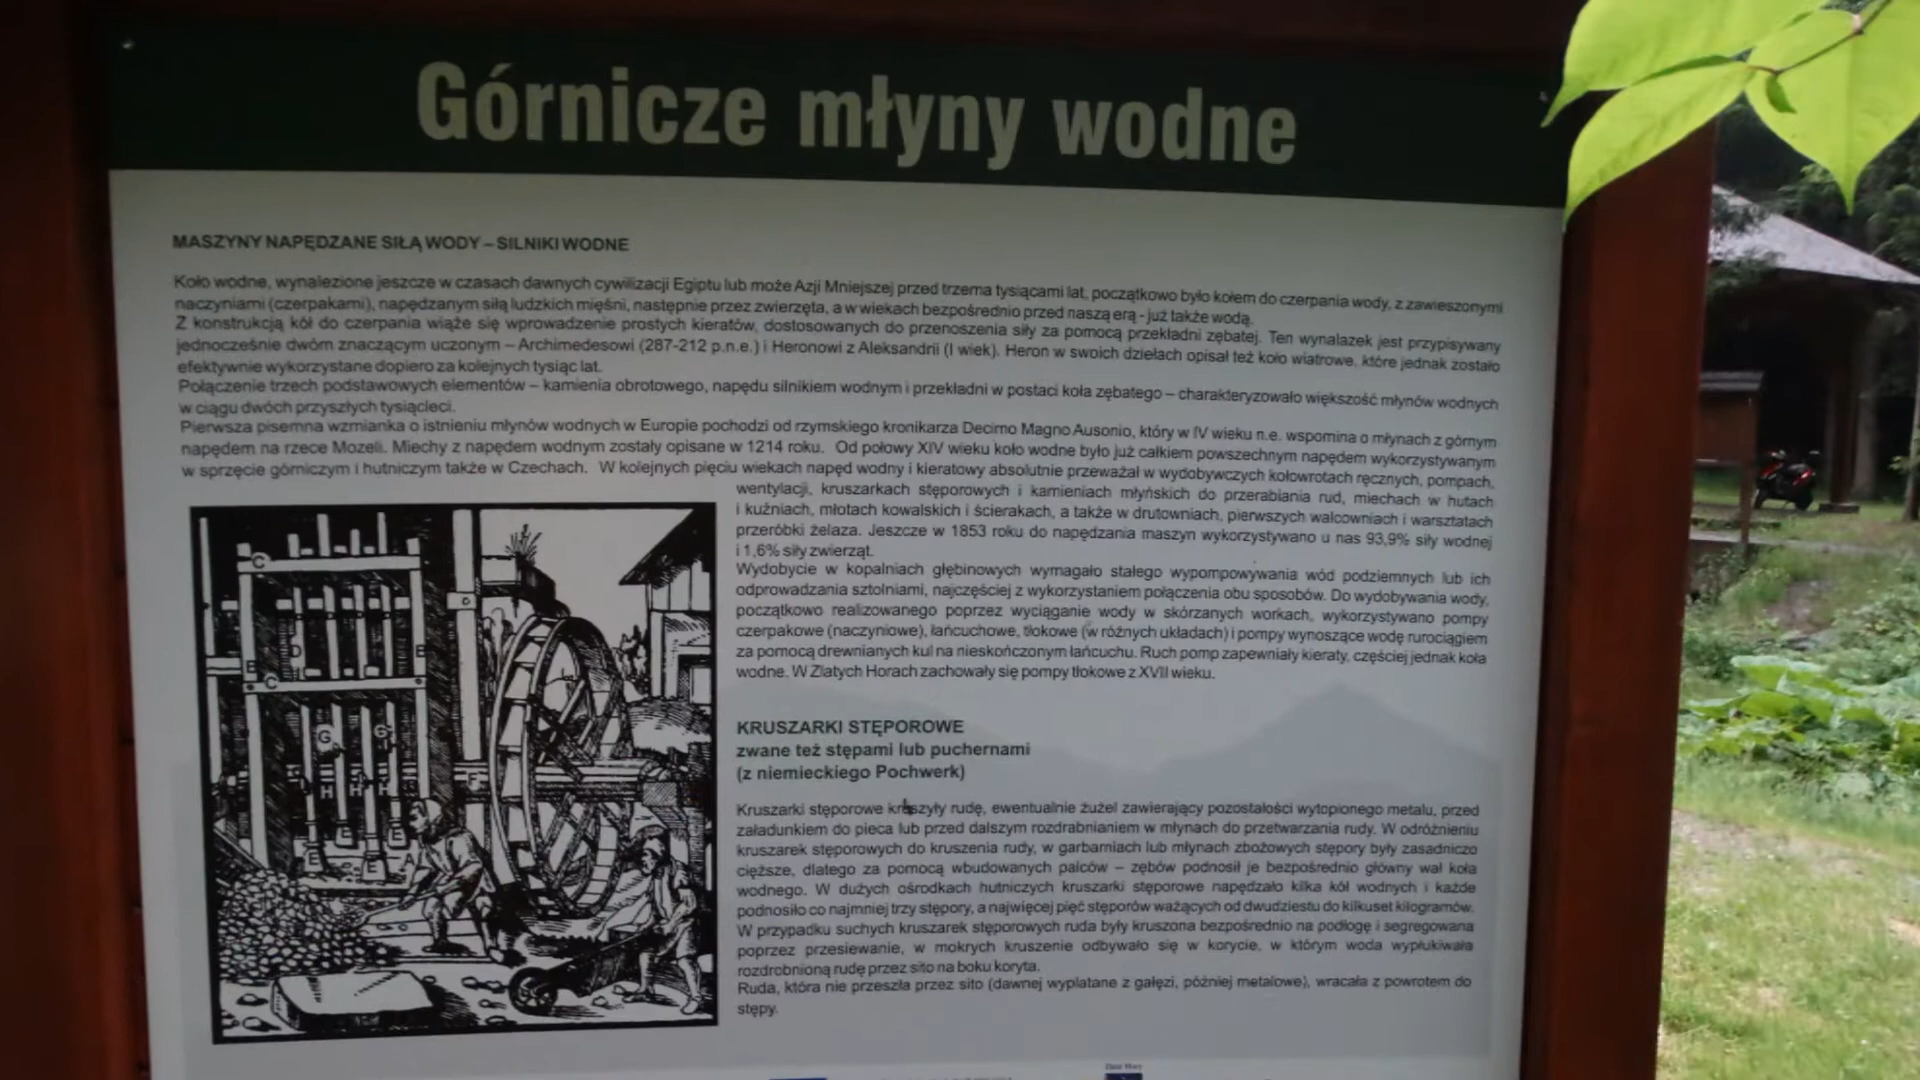 Górnicze młyny wodne
MASZYNY NAPĘDZANE SIŁĄ WODY – SILNIKI WODNE
Koło wodne, wynalezione jeszcze w czasach dawnych cywilizacji Egiptu lub może Azji Mniejszej przed trzema tysiącami lat, początkowo było kołem do czerpania wody, z zawieszonymi
naczyniami (czerpakami), napędzanym siłą ludzkich mięśni, następnie przez zwierzęta, a w wiekach bezpośrednio przed naszą erą - już także wodą.
Z konstrukcją kół do czerpania wiąże się wprowadzenie prostych kieratów, dostosowanych do przenoszenia siły za pomocą przekładni zębatej. Ten wynalazek jest przypisywany
jednocześnie dwóm znaczącym uczonym – Archimedesowi (287-212 p.n.e.) i Heronowi z Aleksandrii (I wiek). Heron w swoich dziełach opisał też koło wiatrowe, które jednak zostało
efektywnie wykorzystane dopiero za kolejnych tysiąc lat.
Połączenie trzech podstawowych elementów – kamienia obrotowego, napędu silnikiem wodnym i przekładni w postaci koła zębatego – charakteryzowało większość młynów wodnych
w ciągu dwóch przyszłych tysiącleci.
Pierwsza pisemna wzmianka o istnieniu młynów wodnych w Europie pochodzi od rzymskiego kronikarza Decimo Magno Ausonio, który w IV wieku n.e. wspomina o młynach z górnym
napędem na rzece Mozeli. Miechy z napędem wodnym zostały opisane w 1214 roku. Od połowy XIV wieku koło wodne było już całkiem powszechnym napędem wykorzystywanym
w sprzęcie górniczym i hutniczym także w Czechach. W kolejnych pięciu wiekach napęd wodny i kieratowy absolutnie przeważał w wydobywczych kołowrotach ręcznych, pompach,
wentylacji, kruszarkach stęporowych i kamieniach młyńskich do przerabiania rud, miechach w hutach
i kuźniach, młotach kowalskich i ścierakach, a także w drutowniach, pierwszych walcowniach i warsztatach
przeróbki żelaza. Jeszcze w 1853 roku do napędzania maszyn wykorzystywano u nas 93,9% siły wodnej
i 1,6% siły zwierząt.
Wydobycie w kopalniach głębinowych wymagało stałego wypompowywania wód podziemnych lub ich
odprowadzania sztolniami, najczęściej z wykorzystaniem połączenia obu sposobów. Do wydobywania wody,
początkowo realizowanego poprzez wyciąganie wody w skórzanych workach, wykorzystywano pompy
czerpakowe (naczyniowe), łańcuchowe, tłokowe (w różnych układach) i pompy wynoszące wodę rurociągiem
za pomocą drewnianych kul na nieskończonym łańcuchu. Ruch pomp zapewniały kieraty, częściej jednak koła
wodne. W Zlatych Horach zachowały się pompy tłokowe z XVII wieku.
C
D
B B
C
G G
F
H H H
E E
E E A
KRUSZARKI STĘPOROWE
zwane też stępami lub puchernami
(z niemieckiego Pochwerk)
Kruszarki stęporowe kruszyły rudę, ewentualnie żużel zawierający pozostałości wytopionego metalu, przed
załadunkiem do pieca lub przed dalszym rozdrabnianiem w młynach do przetwarzania rudy. W odróżnieniu
kruszarek stęporowych do kruszenia rudy, w garbarniach lub młynach zbożowych stępory były zasadniczo
cięższe, dlatego za pomocą wbudowanych palców – zębów podnosił je bezpośrednio główny wał koła
wodnego. W dużych ośrodkach hutniczych kruszarki stęporowe napędzało kilka kół wodnych i każde
podnosiło co najmniej trzy stępory, a najwięcej pięć stęporów ważących od dwudziestu do kilkuset kilogramów.
W przypadku suchych kruszarek stęporowych ruda były kruszona bezpośrednio na podłogę i segregowana
poprzez przesiewanie, w mokrych kruszenie odbywało się w korycie, w którym woda wypłukiwała
rozdrobnioną rudę przez sito na boku koryta.
Ruda, która nie przeszła przez sito (dawnej wyplatane z gałęzi, później metalowe), wracała z powrotem do
stępy.